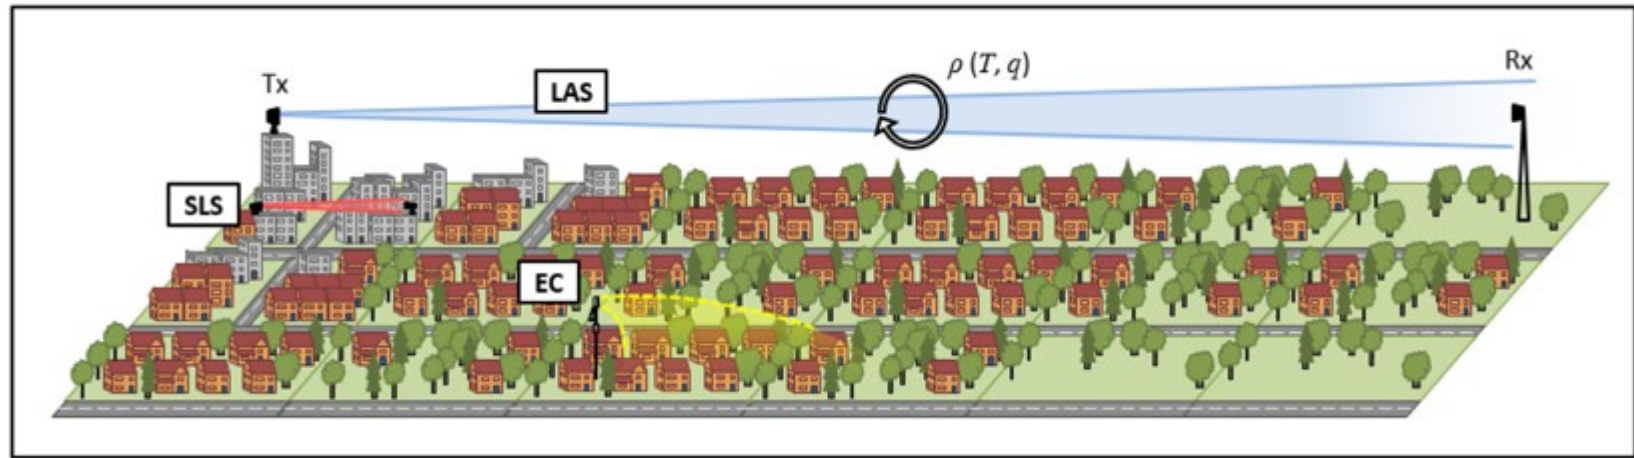 Tx
LAS
ρ (T, q)
Rx
SLS
EC